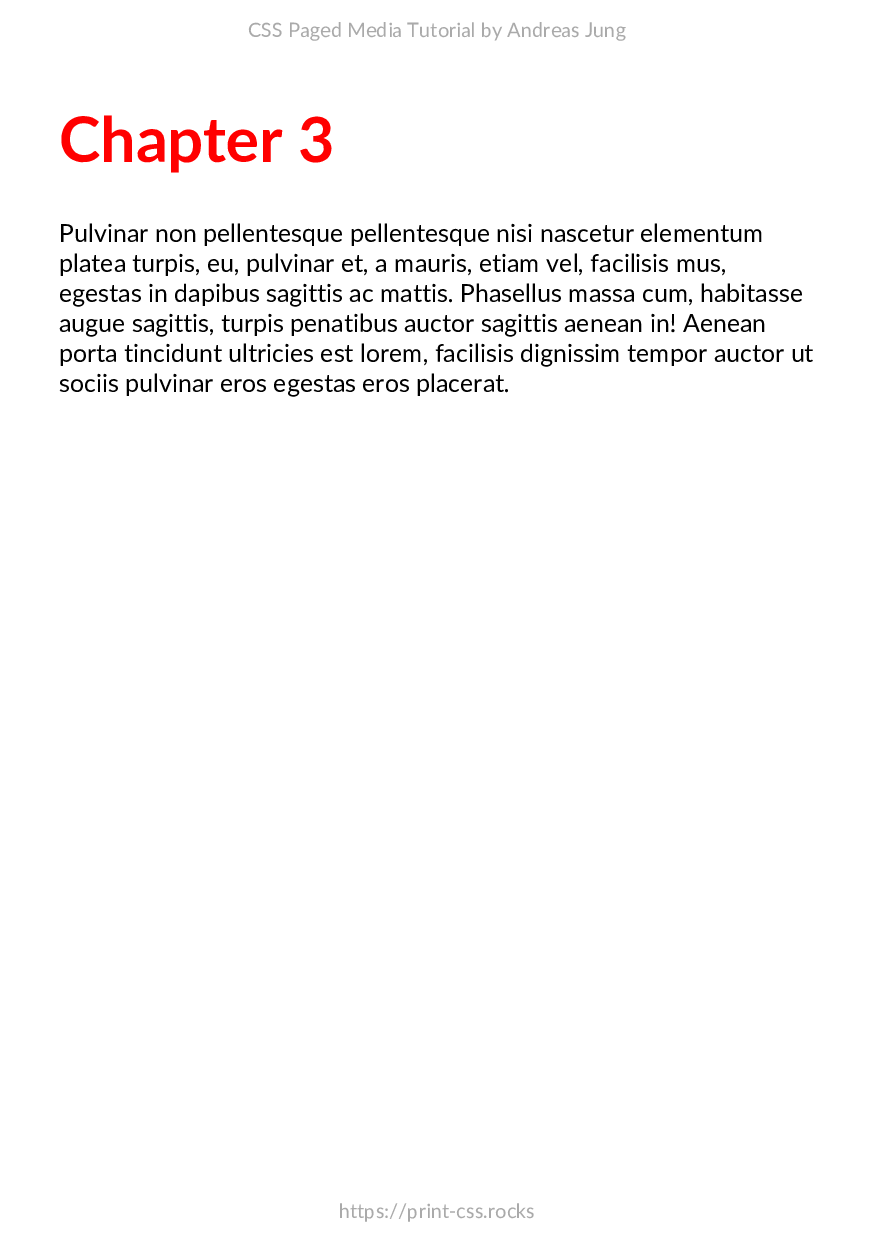 CSS Paged Media Tutorial by Andreas Jung
Chapter 3
Pulvinar non pellentesque pellentesque nisi nascetur elementum
platea turpis, eu, pulvinar et, a mauris, etiam vel, facilisis mus,
egestas in dapibus sagittis ac mattis. Phasellus massa cum, habitasse
augue sagittis, turpis penatibus auctor sagittis aenean in! Aenean
porta tincidunt ultricies est lorem, facilisis dignissim tempor auctor ut
sociis pulvinar eros egestas eros placerat.
https://print-css.rocks